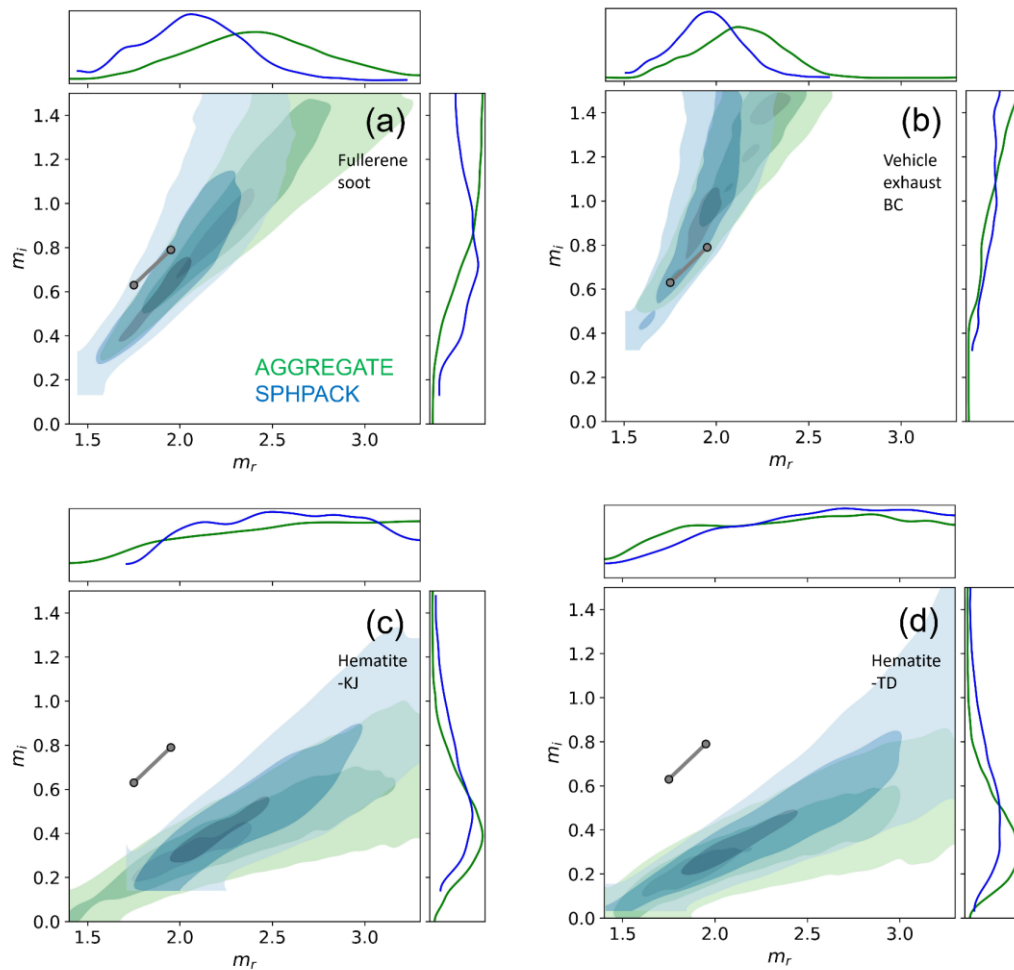 (a)
Fullerene
soot
AGGREGATE
SPHPACK
m_i
1.4
1.2
1.0
0.8
0.6
0.4
0.2
0.0
1.5 2.0 2.5 3.0
m_r
(b)
Vehicle
exhaust
BC
m_i
1.4
1.2
1.0
0.8
0.6
0.4
0.2
0.0
1.5 2.0 2.5 3.0
m_r
(c)
Hematite
-KJ
m_i
1.4
1.2
1.0
0.8
0.6
0.4
0.2
0.0
1.5 2.0 2.5 3.0
m_r
(d)
Hematite
-TD
m_i
1.4
1.2
1.0
0.8
0.6
0.4
0.2
0.0
1.5 2.0 2.5 3.0
m_r